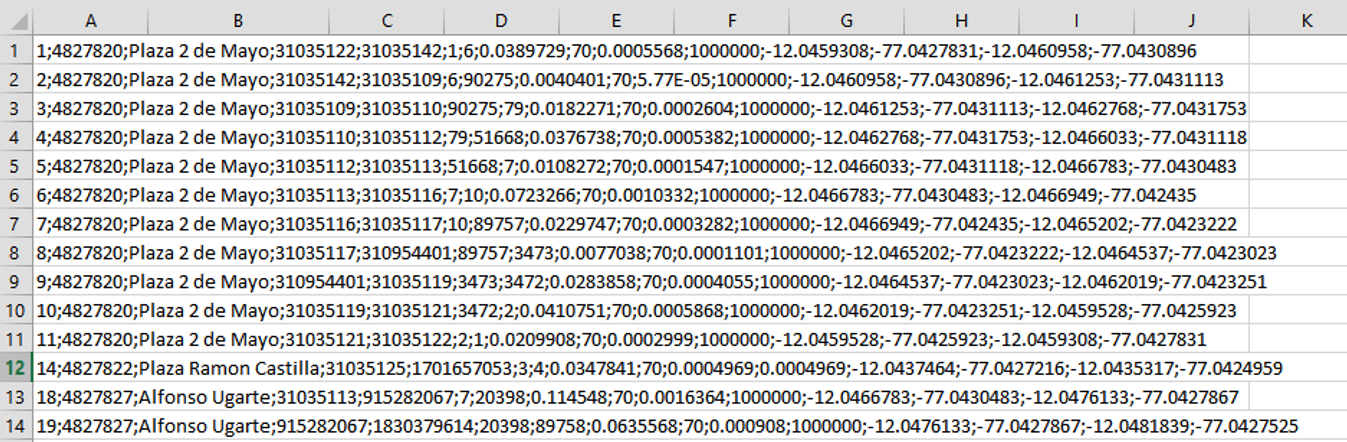 A B C D E F G H I J K
1 1;4827820;Plaza 2 de Mayo;31035122;31035142;1;6;0.0389729;70;0.0005568;1000000;-12.0459308;-77.0427831;-12.0460958;-77.0430896
2 2;4827820;Plaza 2 de Mayo;31035142;31035109;6;90275;0.0040401;70;5.77E-05;1000000;-12.0460958;-77.0430896;-12.0461253;-77.0431113
3 3;4827820;Plaza 2 de Mayo;31035109;31035110;90275;79;0.0182271;70;0.0002604;1000000;-12.0461253;-77.0431113;-12.0462768;-77.0431753
4 4;4827820;Plaza 2 de Mayo;31035110;31035112;79;51668;0.0376738;70;0.0005382;1000000;-12.0462768;-77.0431753;-12.0466033;-77.0431118
5 5;4827820;Plaza 2 de Mayo;31035112;31035113;51668;7;0.0108272;70;0.0001547;1000000;-12.0466033;-77.0431118;-12.0466783;-77.0430483
6 6;4827820;Plaza 2 de Mayo;31035113;31035116;7;10;0.0723266;70;0.0010332;1000000;-12.0466783;-77.0430483;-12.0466949;-77.042435
7 7;4827820;Plaza 2 de Mayo;31035116;31035117;10;89757;0.0229747;70;0.0003282;1000000;-12.0466949;-77.042435;-12.0465202;-77.0423222
8 8;4827820;Plaza 2 de Mayo;31035117;310954401;89757;3473;0.0077038;70;0.0001101;1000000;-12.0465202;-77.0423222;-12.0464537;-77.0423023
9 9;4827820;Plaza 2 de Mayo;310954401;31035119;3473;3472;0.0283858;70;0.0004055;1000000;-12.0464537;-77.0423023;-12.0462019;-77.0423251
10 10;4827820;Plaza 2 de Mayo;31035119;31035121;3472;2;0.0410751;70;0.0005868;1000000;-12.0462019;-77.0423251;-12.0459528;-77.0425923
11 11;4827820;Plaza 2 de Mayo;31035121;31035122;2;1;0.0209908;70;0.0002999;1000000;-12.0459528;-77.0425923;-12.0459308;-77.0427831
12 14;4827822;Plaza Ramon Castilla;31035125;1701657053;3;4;0.0347841;70;0.0004969;0.0004969;-12.0437464;-77.0427216;-12.0435317;-77.0424959
13 18;4827827;Alfonso Ugarte;31035113;915282067;7;20398;0.114548;70;0.0016364;1000000;-12.0466783;-77.0430483;-12.0476133;-77.0427867
14 19;4827827;Alfonso Ugarte;915282067;1830379614;20398;89758;0.0635568;70;0.000908;1000000;-12.0476133;-77.0427867;-12.0481839;-77.0427525